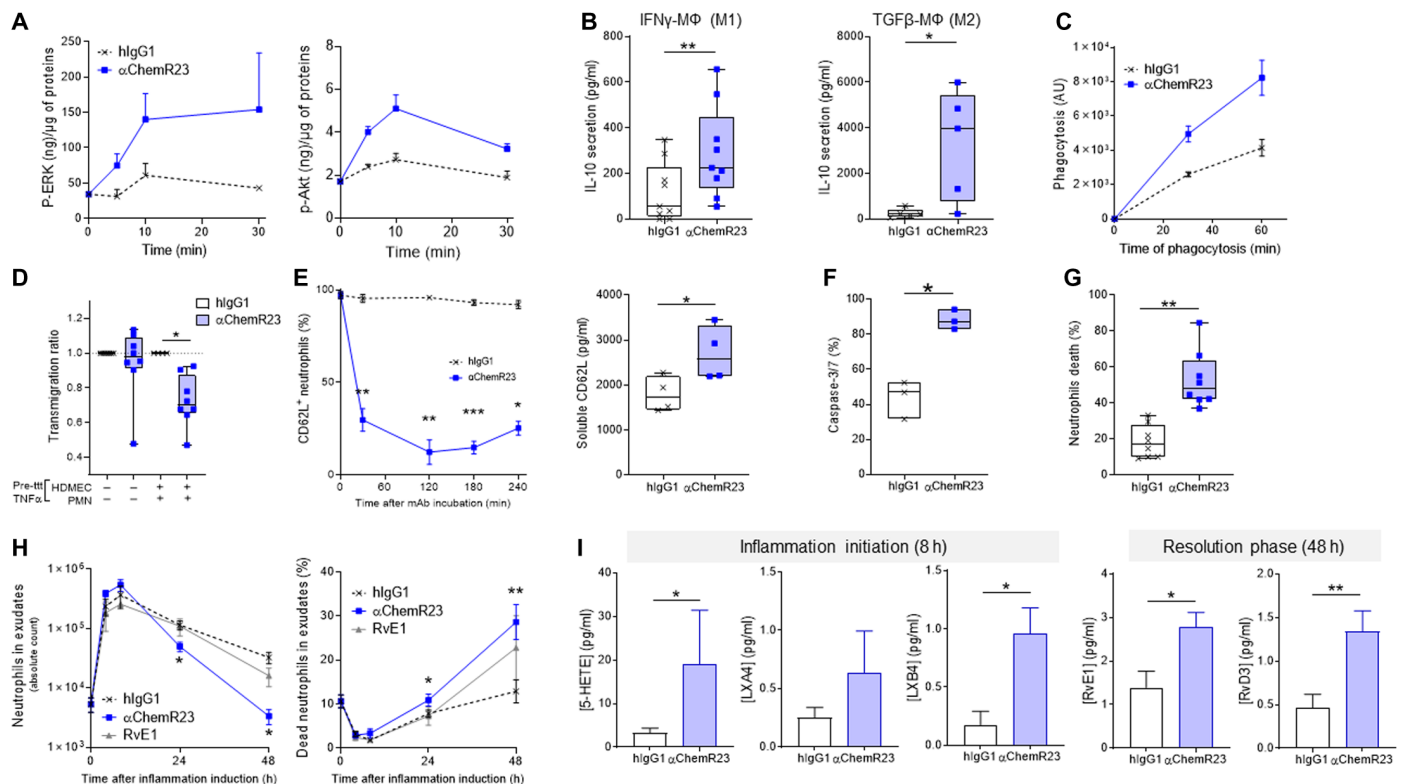 A
P-ERK (ng)/µg of proteins
250
200
150
100
50
0
0
10
20
30
Time (min)
hIgG1
αChemR23
p-Akt (ng)/µg of proteins
8
6
4
2
0
0
10
20
30
Time (min)
B
IFNγ-MΦ (M1)
IL-10 secretion (pg/ml)
800
600
400
200
0
**
hIgG1 αChemR23
TGFβ-MΦ (M2)
IL-10 secretion (pg/ml)
8000
6000
4000
2000
0
*
hIgG1 αChemR23
C
Phagocytosis (AU)
1×10⁴
8×10³
6×10³
4×10³
2×10³
0
0
20
40
60
Time of phagocytosis (min)
hIgG1
αChemR23
D
Transmigration ratio
1.2
1.0
0.8
0.6
0.4
*
hIgG1
αChemR23
Pre-ttt HDMEC – – + +
TNFα PMN – – + +
E
CD62L⁺ neutrophils (%)
100
50
0
0
60
120
180
240
Time after mAb incubation (min)
hIgG1
αChemR23
**
**
***
*
Soluble CD62L (pg/ml)
4000
3000
2000
1000
0
*
hIgG1 αChemR23
F
Caspase-3/7 (%)
100
80
60
40
20
0
*
hIgG1 αChemR23
G
Neutrophils death (%)
100
80
60
40
20
0
**
hIgG1 αChemR23
H
Neutrophils in exudates
(absolute count)
1×10⁶
1×10⁵
1×10⁴
1×10³
0
24
48
Time after inflammation induction (h)
hIgG1
αChemR23
RvE1
*
*
Dead neutrophils in exudates (%)
40
30
20
10
0
0
24
48
Time after inflammation induction (h)
hIgG1
αChemR23
RvE1
*
**
I
Inflammation initiation (8 h)
[5-HETE] (pg/ml)
40
30
20
10
0
*
hIgG1 αChemR23
[LXA4] (pg/ml)
1.5
1.0
0.5
0.0
hIgG1 αChemR23
[LXB4] (pg/ml)
1.5
1.0
0.5
0.0
*
hIgG1 αChemR23
Resolution phase (48 h)
[RvE1] (pg/ml)
4
3
2
1
0
*
hIgG1 αChemR23
[RvD3] (pg/ml)
2.0
1.5
1.0
0.5
0.0
**
hIgG1 αChemR23